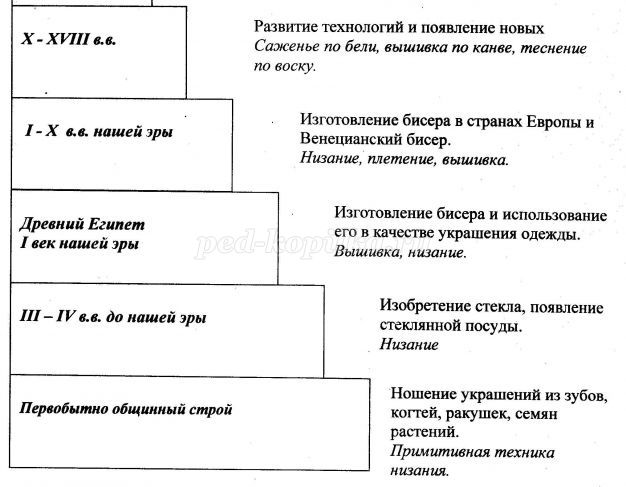 X - XVIII в.в.
Развитие технологий и появление новых
Саженье по бели, вышивка по канве, теснение
по воску.
I - X в.в. нашей эры
Изготовление бисера в странах Европы и
Венецианский бисер.
Низание, плетение, вышивка.
Древний Египет
I век нашей эры
Изготовление бисера и использование
его в качестве украшения одежды.
Вышивка, низание.
ped-kopilka.ru
III – IV в.в. до нашей эры
Изобретение стекла, появление
стеклянной посуды.
Низание
Первобытно общинный строй
Ношение украшений из зубов,
когтей, ракушек, семян
растений.
Примитивная техника
низания.